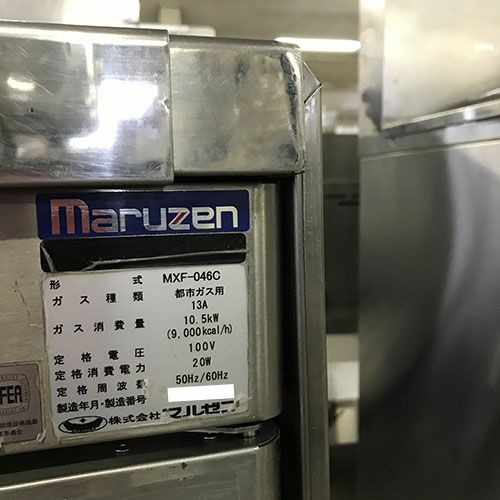 maruzen
形式 MXF-046C
ガス種類 都市ガス用
13A
ガス消費量 10.5kW
(9,000kcal/h)
定格電圧 100V
定格消費電力 20W
定格周波数 50Hz/60Hz
製造年月・製造番号
株式会社マルゼン
FEA